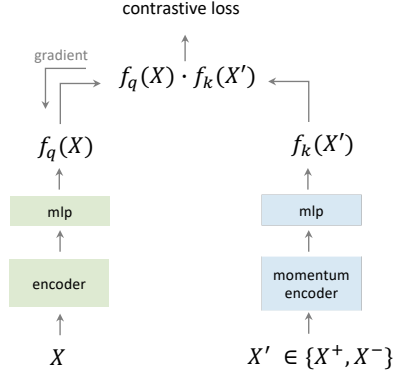 contrastive loss
gradient
f_q(X) · f_k(X′)
f_q(X)
f_k(X′)
mlp
mlp
encoder
momentum
encoder
X
X′ ∈ {X⁺, X⁻}